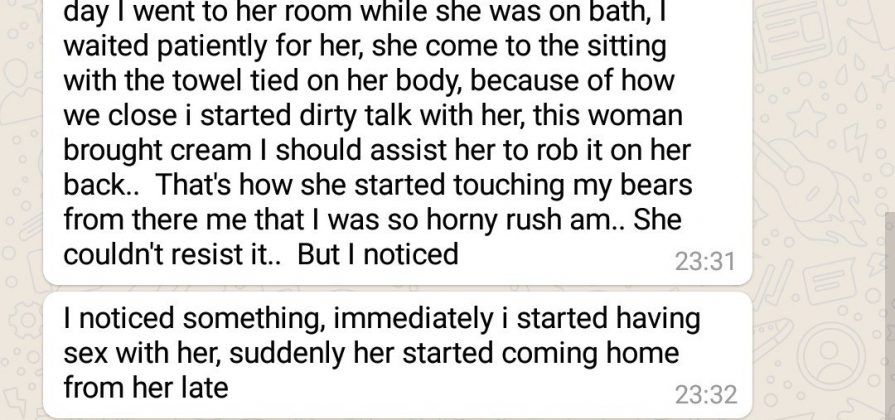 day I went to her room while she was on bath, I
waited patiently for her, she come to the sitting
with the towel tied on her body, because of how
we close i started dirty talk with her, this woman
brought cream I should assist her to rob it on her
back..  That's how she started touching my bears
from there me that I was so horny rush am.. She
couldn't resist it..  But I noticed
23:31
I noticed something, immediately i started having
sex with her, suddenly her started coming home
from her late
23:32